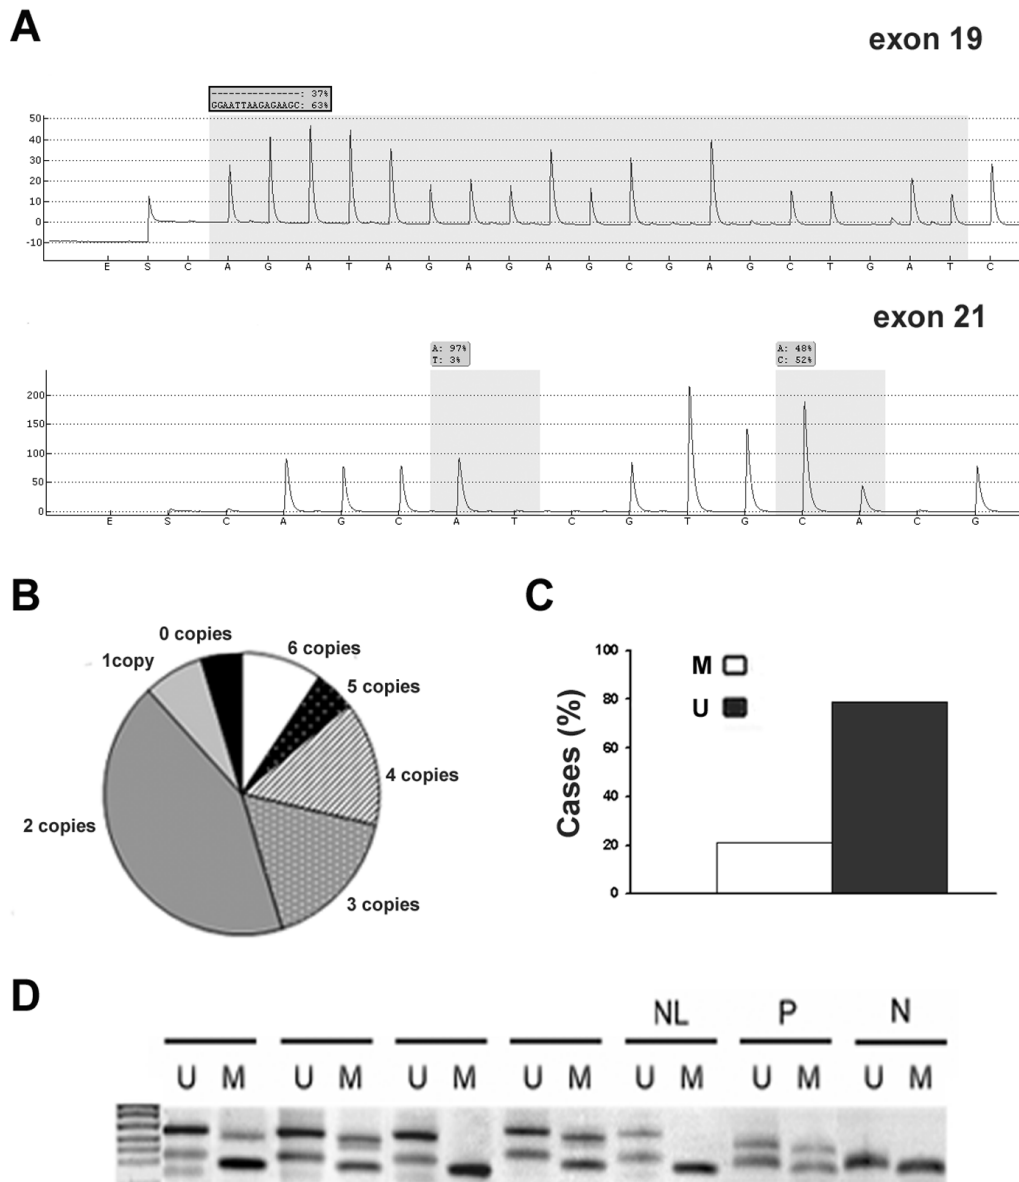 A
exon 19
---------------: 37%
GGAATTAAGAGAAGC: 63%
50
40
30
20
10
0
-10
E S C A G A T A G A G A G C G A G C T G A T C
exon 21
A: 97%
T: 3%
A: 48%
C: 52%
200
150
100
50
0
E S C A G C A T C G T G C A C G
B
0 copies
1copy
6 copies
5 copies
4 copies
2 copies
3 copies
C
Cases (%)
100
80
60
40
20
0
M
U
D
NL P N
U M U M U M U M U M U M U M